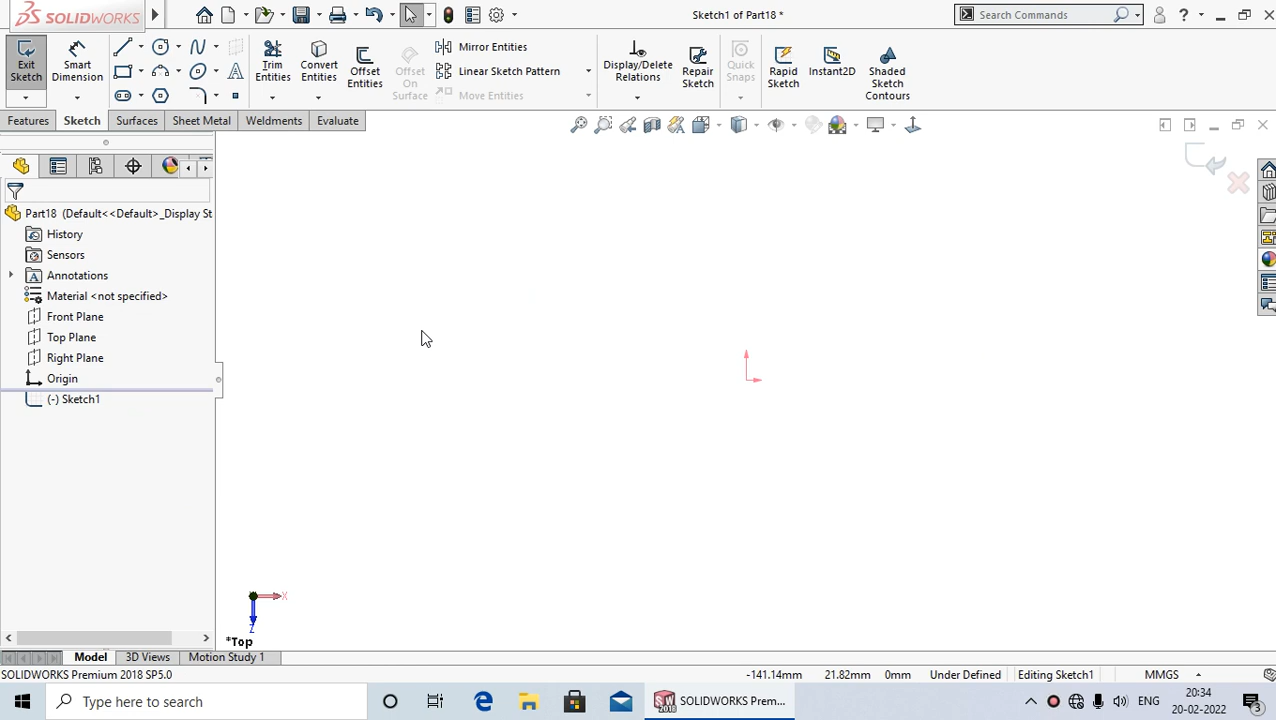 SOLIDWORKS
Sketch1 of Part18 *
Search Commands
Exit Sketch
Smart Dimension
Trim Entities
Convert Entities
Offset Entities
Offset On Surface
Mirror Entities
Linear Sketch Pattern
Move Entities
Display/Delete Relations
Repair Sketch
Quick Snaps
Rapid Sketch
Instant2D
Shaded Sketch Contours
Features
Sketch
Surfaces
Sheet Metal
Weldments
Evaluate
Part18 (Default<<Default>_Display St
History
Sensors
Annotations
Material <not specified>
Front Plane
Top Plane
Right Plane
Origin
(-) Sketch1
X
Z
*Top
Model
3D Views
Motion Study 1
SOLIDWORKS Premium 2018 SP5.0
-141.14mm
21.82mm
0mm
Under Defined
Editing Sketch1
MMGS
Type here to search
SOLIDWORKS Prem...
ENG
20:34
20-02-2022
3